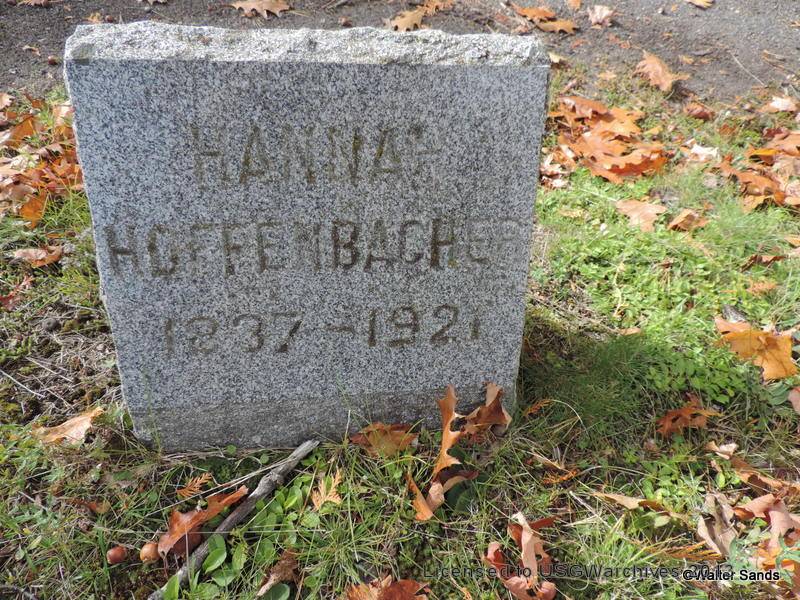 HANNAH
HOFFENBACHER
1837-1921
Licensed to USGWarchives 2013
©Walter Sands